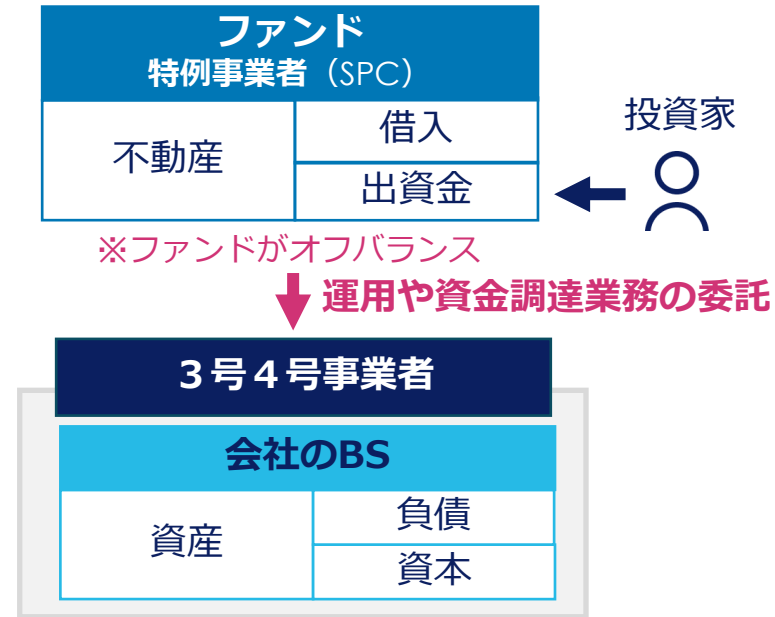 ファンド
特例事業者（SPC）
不動産
借入
出資金
投資家
※ファンドがオフバランス
運用や資金調達業務の委託
３号４号事業者
会社のBS
資産
負債
資本